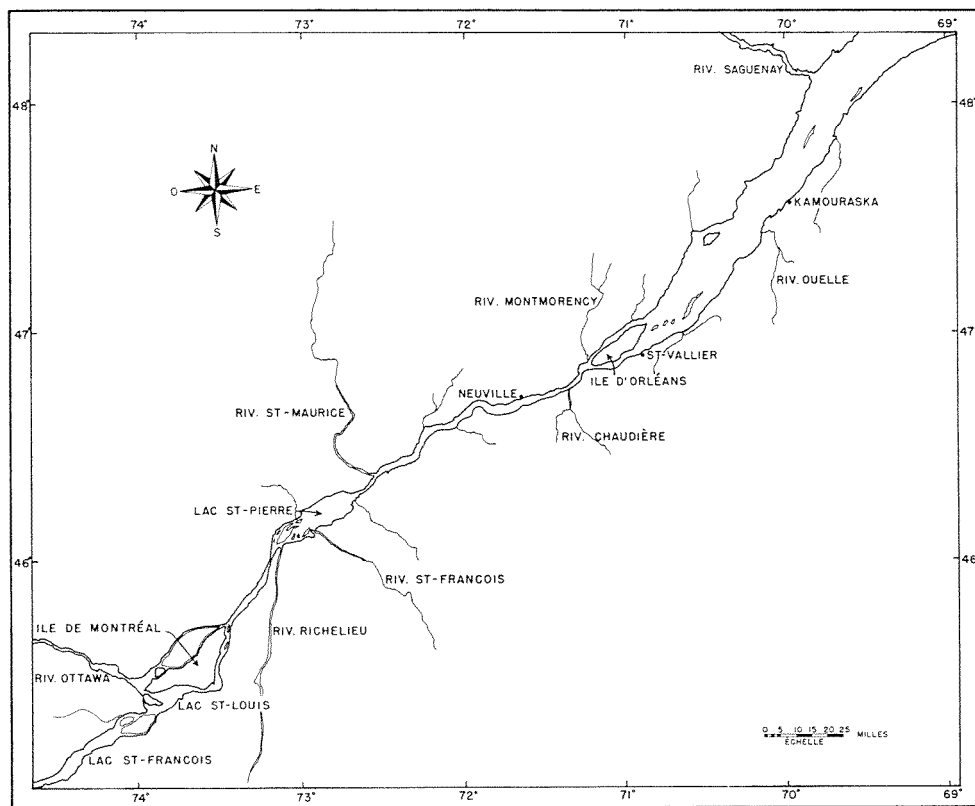 74° 73° 72° 71° 70° 69°
RIV. SAGUENAY
48° 48°
N
O E
S
KAMOURASKA
RIV. OUELLE
RIV. MONTMORENCY
47° 47°
ST-VALLIER
ILE D'ORLÉANS
NEUVILLE
RIV. ST-MAURICE
RIV. CHAUDIÈRE
LAC ST-PIERRE
46° 46°
RIV. ST-FRANCOIS
ILE DE MONTRÉAL
RIV. RICHELIEU
RIV. OTTAWA
LAC ST-LOUIS
0 5 10 15 20 25 MILLES
ÉCHELLE
LAC ST-FRANCOIS
74° 73° 72° 71° 70° 69°